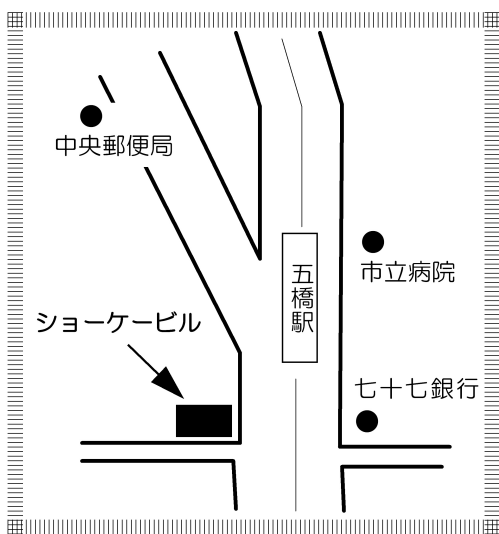 中央郵便局
市立病院
五橋駅
ショーケービル
七十七銀行